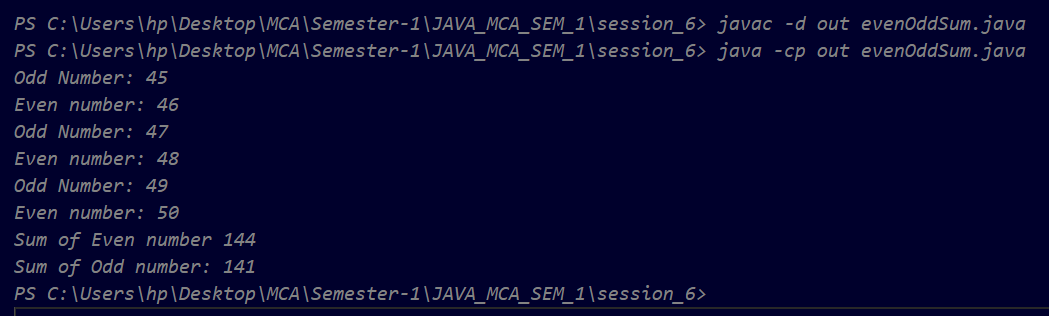 PS C:\Users\hp\Desktop\MCA\Semester-1\JAVA_MCA_SEM_1\session_6> javac -d out evenOddSum.java
PS C:\Users\hp\Desktop\MCA\Semester-1\JAVA_MCA_SEM_1\session_6> java -cp out evenOddSum.java
Odd Number: 45
Even number: 46
Odd Number: 47
Even number: 48
Odd Number: 49
Even number: 50
Sum of Even number 144
Sum of Odd number: 141
PS C:\Users\hp\Desktop\MCA\Semester-1\JAVA_MCA_SEM_1\session_6>